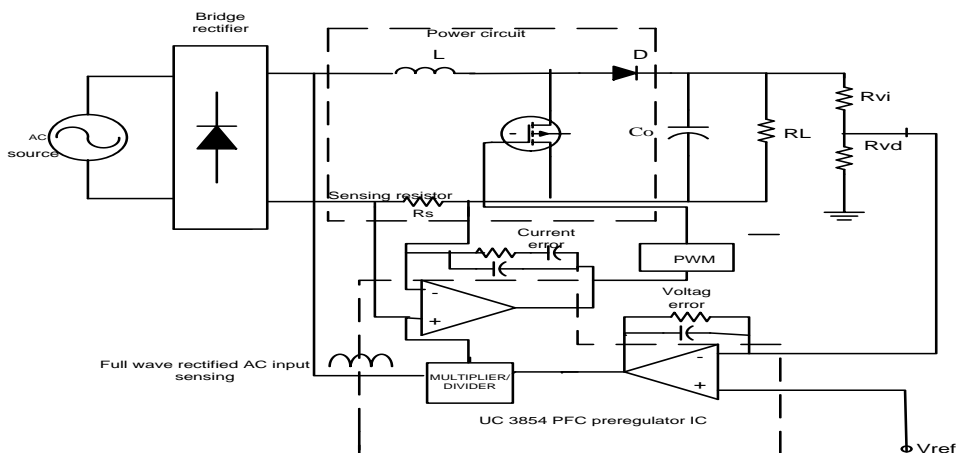 Bridge
rectifier
Power circuit
L
D
AC
source
Co
RL
Rvi
Rvd
Sensing resistor
Rs
Current
error
PWM
Voltag
error
-
+
-
+
-
Full wave rectified AC input
sensing
MULTIPLIER/
DIVIDER
UC 3854 PFC preregulator IC
Vref